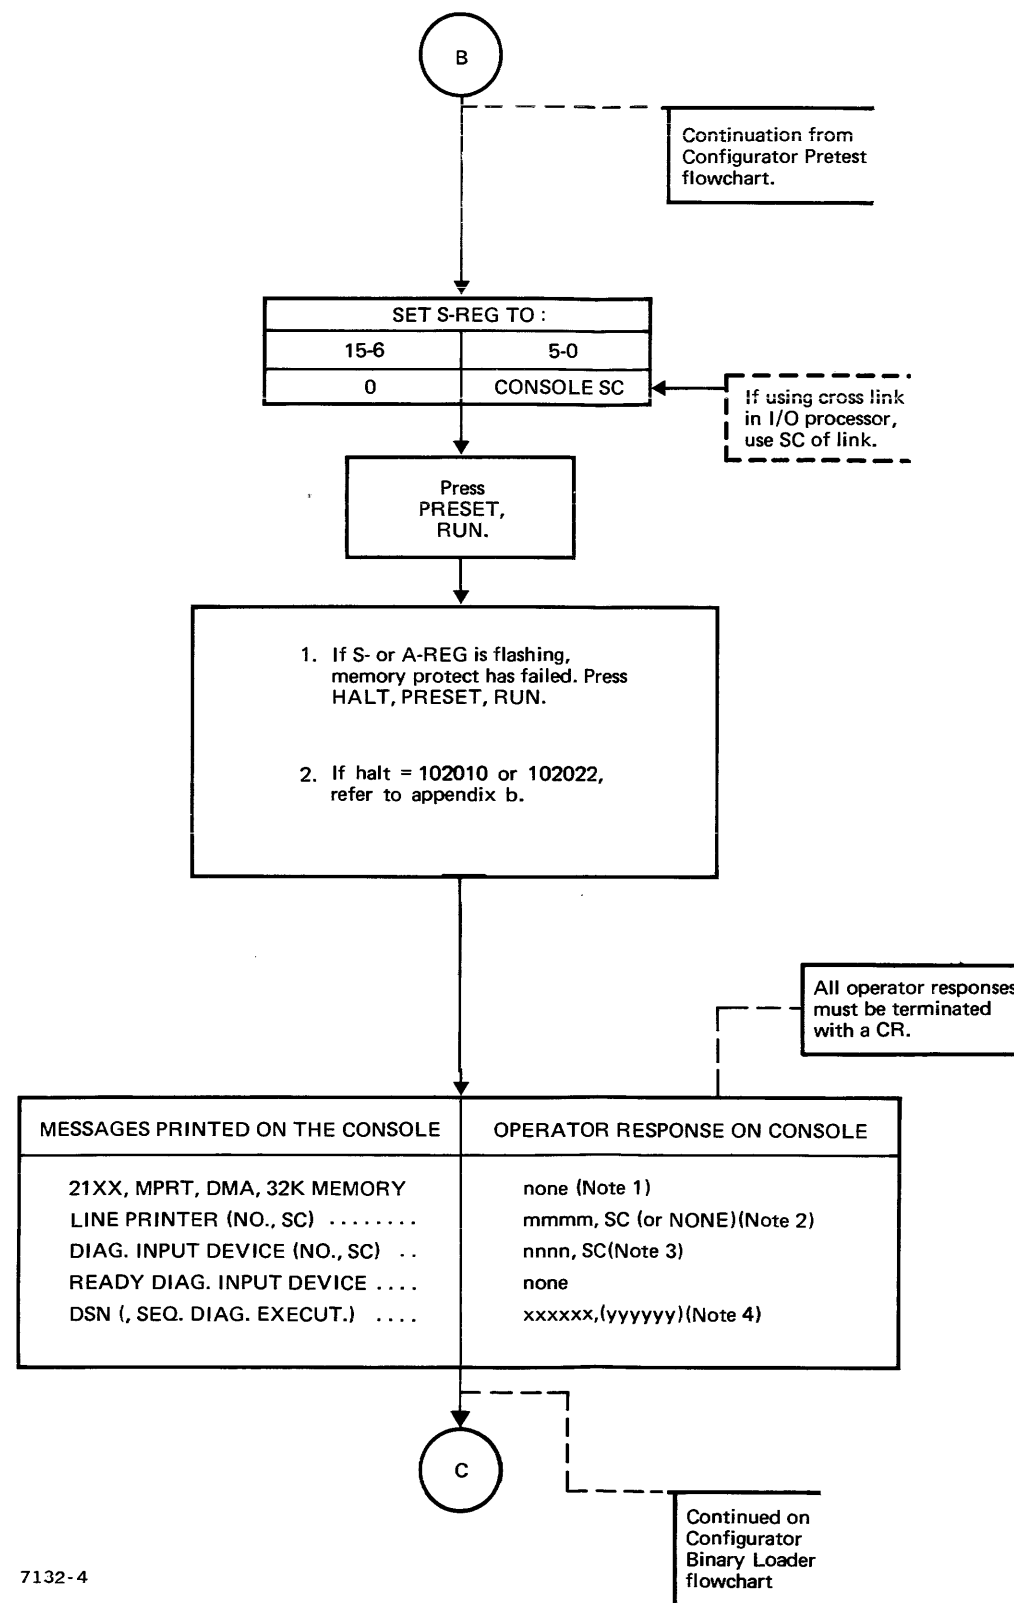 B
Continuation from
Configurator Pretest
flowchart.
SET S-REG TO :
15-6 5-0
0 CONSOLE SC
If using cross link
in I/O processor,
use SC of link.
Press
PRESET,
RUN.
1. If S- or A-REG is flashing,
memory protect has failed. Press
HALT, PRESET, RUN.
2. If halt = 102010 or 102022,
refer to appendix b.
All operator responses
must be terminated
with a CR.
MESSAGES PRINTED ON THE CONSOLE OPERATOR RESPONSE ON CONSOLE
21XX, MPRT, DMA, 32K MEMORY none (Note 1)
LINE PRINTER (NO., SC) ........ mmmm, SC (or NONE)(Note 2)
DIAG. INPUT DEVICE (NO., SC) .. nnnn, SC(Note 3)
READY DIAG. INPUT DEVICE .... none
DSN (, SEQ. DIAG. EXECUT.) .... xxxxxx,(yyyyyy)(Note 4)
C
Continued on
Configurator
Binary Loader
flowchart
7132-4